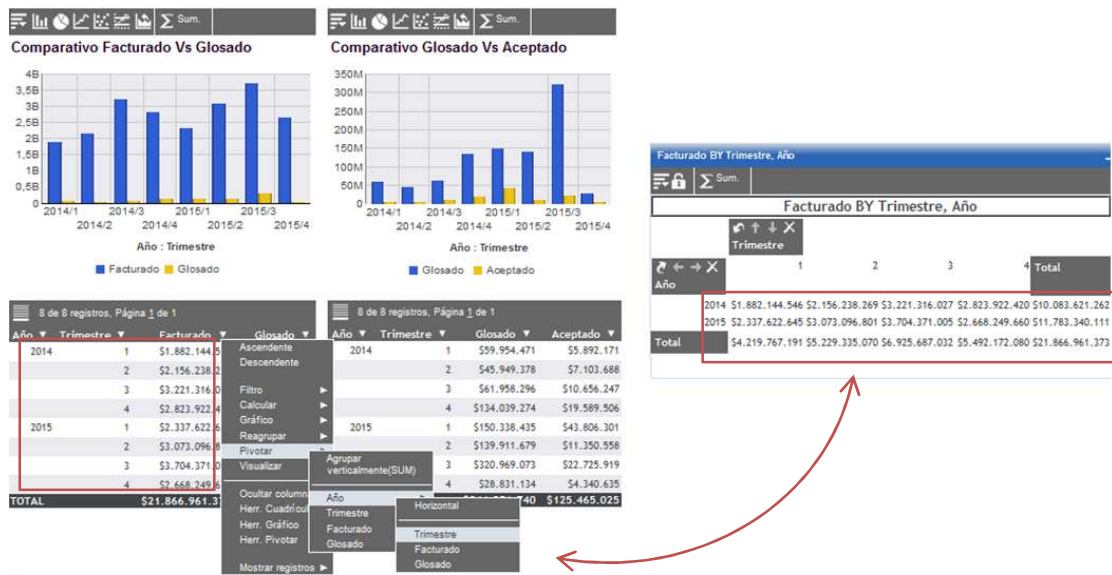 Σ Sum.
Comparativo Facturado Vs Glosado
4B
3,5B
3B
2,5B
2B
1,5B
1B
0,5B
0
2014/1 2014/3 2015/1 2015/3
2014/2 2014/4 2015/2 2015/4
Año : Trimestre
Facturado Glosado
Σ Sum.
Comparativo Glosado Vs Aceptado
350M
300M
250M
200M
150M
100M
50M
0
2014/1 2014/3 2015/1 2015/3
2014/2 2014/4 2015/2 2015/4
Año : Trimestre
Glosado Aceptado
8 de 8 registros, Página 1 de 1
Año Trimestre Facturado Glosado
2014 1 $1.882.144.5
2 $2.156.238.2
3 $3.221.316.0
4 $2.823.922.4
2015 1 $2.337.622.6
2 $3.073.096.8
3 $3.704.371.0
4 $2.668.249.6
TOTAL $21.866.961.37
Ascendente
Descendente
Filtro
Calcular
Gráfico
Reagrupar
Pivotar
Visualizar
Ocultar columna
Herr. Cuadrícul
Herr. Gráfico
Herr. Pivotar
Mostrar registros
Agrupar
verticalmente(SUM)
Año
Trimestre
Facturado
Glosado
Horizontal
Trimestre
Facturado
Glosado
8 de 8 registros, Página 1 de 1
Año Trimestre Glosado Aceptado
2014 1 $59.954.471 $5.892.171
2 $45.949.378 $7.103.688
3 $61.958.296 $10.656.247
4 $134.039.274 $19.589.506
2015 1 $150.338.435 $43.806.301
2 $139.911.679 $11.350.558
3 $320.969.073 $22.725.919
4 $28.831.134 $4.340.635
740 $125.465.025
Facturado BY Trimestre, Año
Σ Sum.
Facturado BY Trimestre, Año
Trimestre
1 2 3 4 Total
Año
2014 $1.882.144.546 $2.156.238.269 $3.221.316.027 $2.823.922.420 $10.083.621.262
2015 $2.337.622.645 $3.073.096.801 $3.704.371.005 $2.668.249.660 $11.783.340.111
Total $4.219.767.191 $5.229.335.070 $6.925.687.032 $5.492.172.080 $21.866.961.373